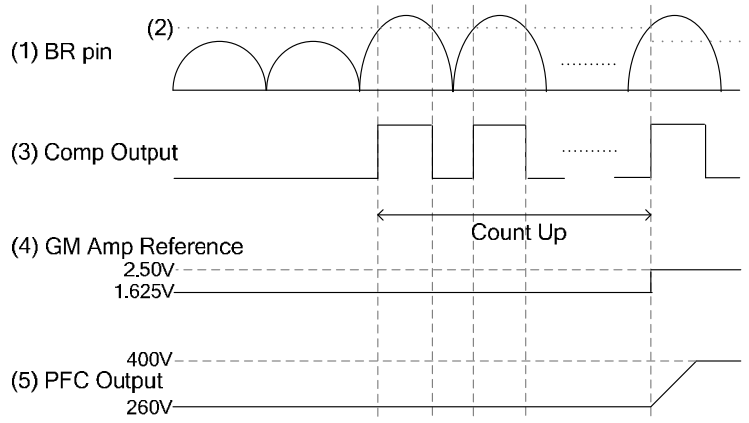 (2)
(1) BR pin
(3) Comp Output
Count Up
(4) GM Amp Reference
2.50V
1.625V
400V
(5) PFC Output
260V